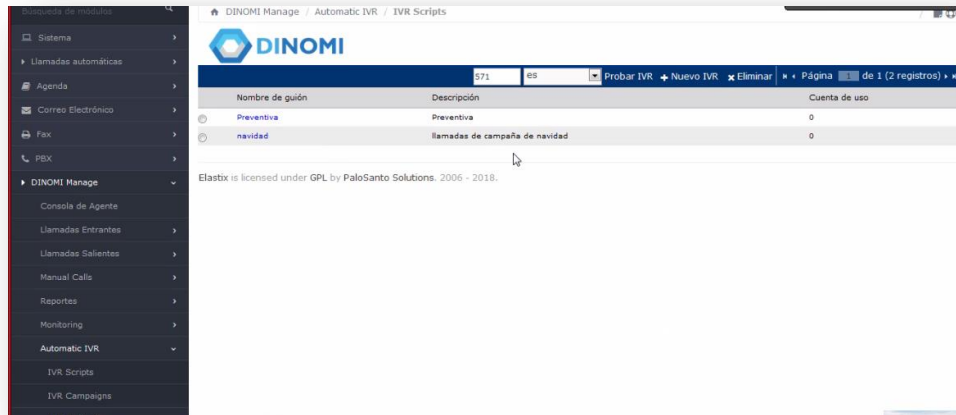 Búsqueda de módulos
DINOMI Manage / Automatic IVR / IVR Scripts
Sistema
Llamadas automáticas
Agenda
Correo Electrónico
Fax
PBX
DINOMI Manage
Consola de Agente
Llamadas Entrantes
Llamadas Salientes
Manual Calls
Reportes
Monitoring
Automatic IVR
IVR Scripts
IVR Campaigns
DINOMI
571 es Probar IVR Nuevo IVR Eliminar Página 1 de 1 (2 registros)
Nombre de guión Descripción Cuenta de uso
Preventiva Preventiva 0
navidad llamadas de campaña de navidad 0
Elastix is licensed under GPL by PaloSanto Solutions. 2006 - 2018.